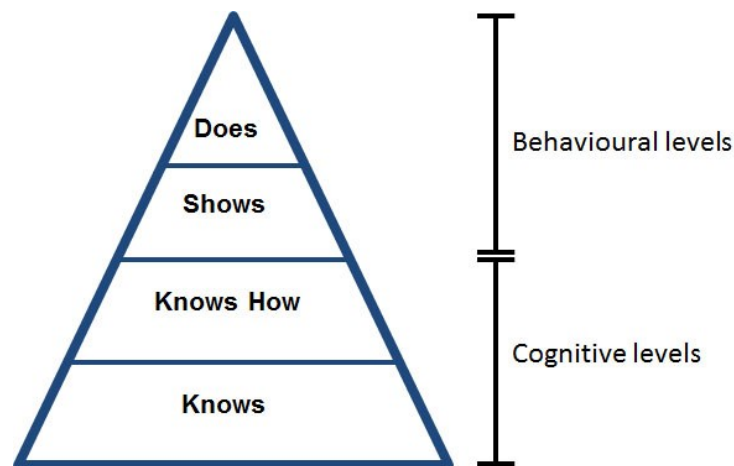 Does
Behavioural levels
Shows
Knows How
Cognitive levels
Knows